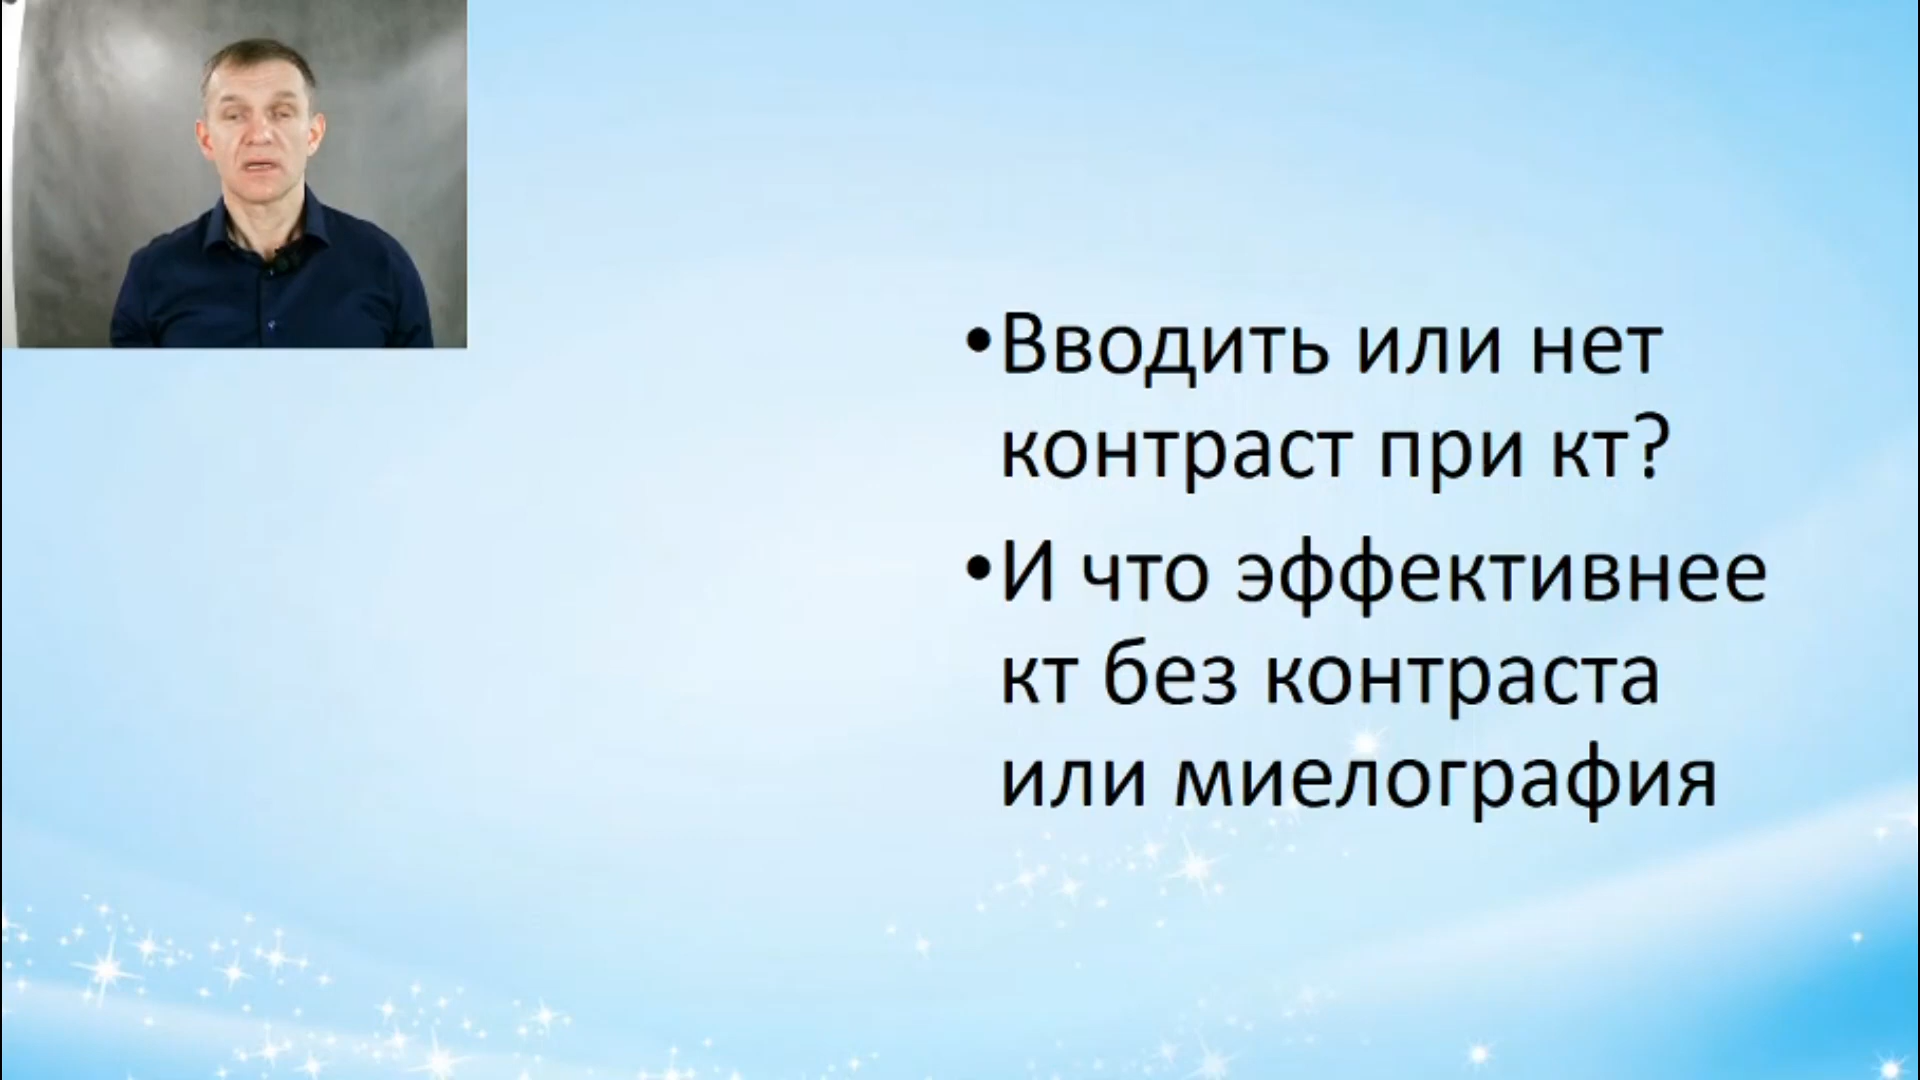 •Вводить или нет
контраст при кт?
•И что эффективнее
кт без контраста
или миелография